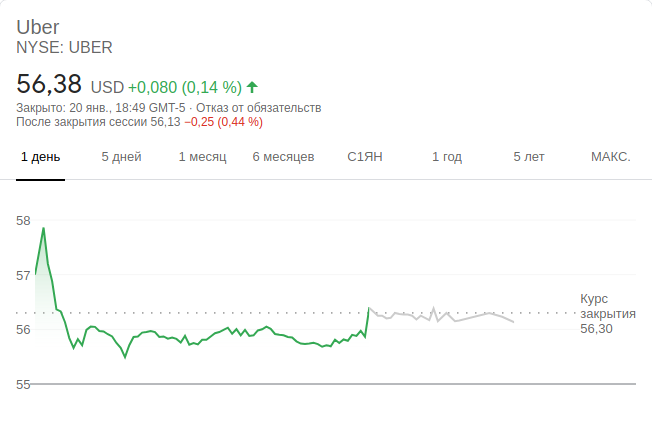 Uber
NYSE: UBER
56,38 USD +0,080 (0,14 %)
Закрыто: 20 янв., 18:49 GMT-5 · Отказ от обязательств
После закрытия сессии 56,13 −0,25 (0,44 %)
1 день 5 дней 1 месяц 6 месяцев С1ЯН 1 год 5 лет МАКС.
58
57
Курс
закрытия
56,30
56
55